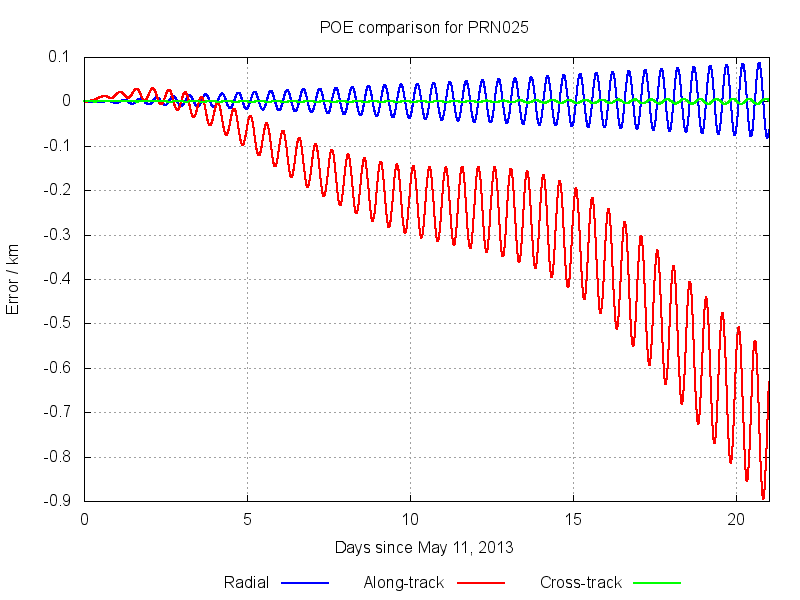 POE comparison for PRN025
0.1
0
-0.1
-0.2
-0.3
-0.4
-0.5
-0.6
-0.7
-0.8
-0.9
Error / km
0 5 10 15 20
Days since May 11, 2013
Radial Along-track Cross-track